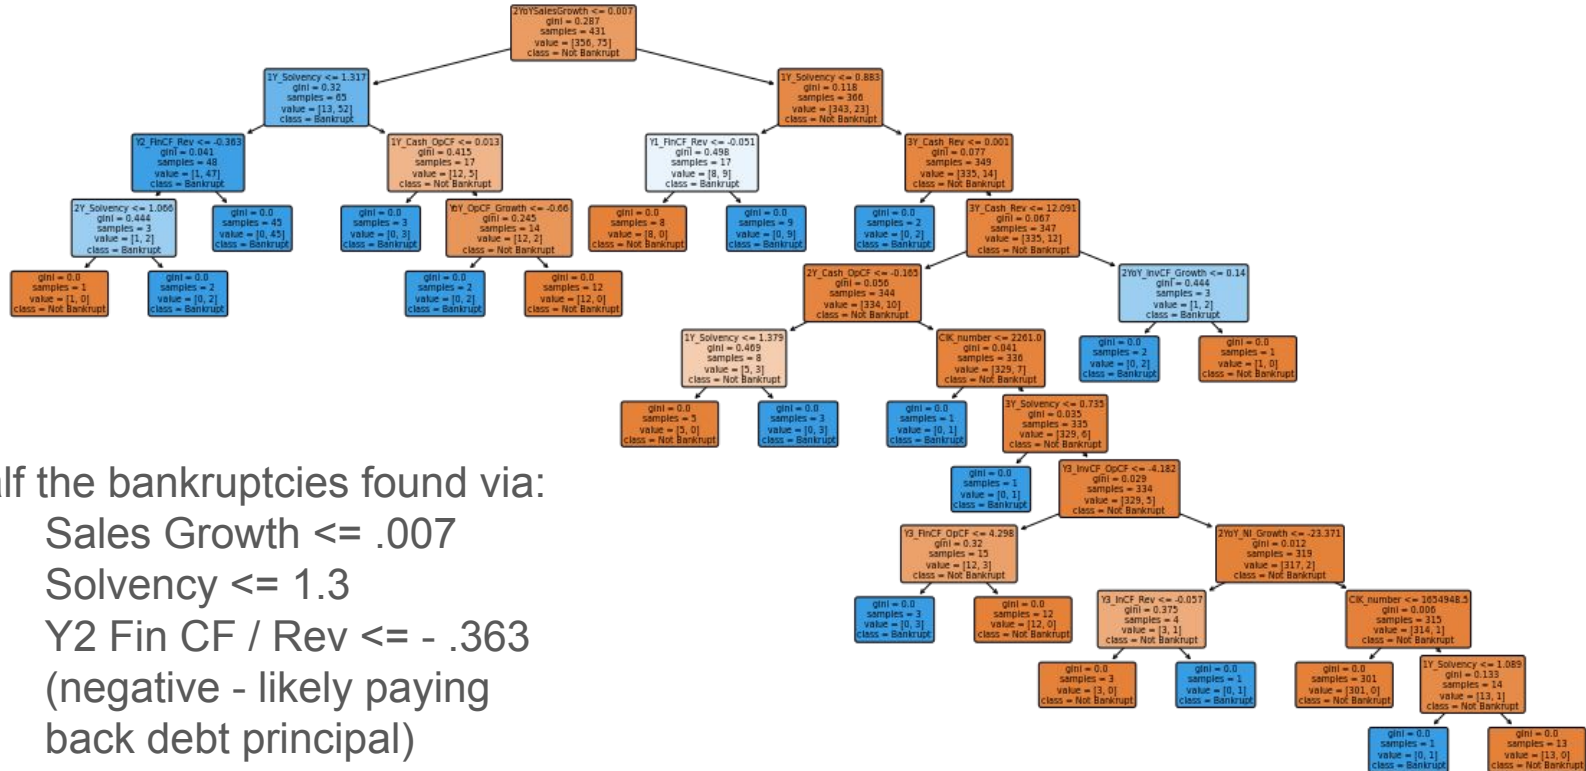 2YoYSalesGrowth <= 0.007
gini = 0.287
samples = 431
value = [356, 75]
class = Not Bankrupt
1Y_Solvency <= 1.317
gini = 0.32
samples = 65
value = [13, 52]
class = Bankrupt
1Y_Solvency <= 0.883
gini = 0.118
samples = 366
value = [343, 23]
class = Not Bankrupt
Y2_FinCF_Rev <= -0.363
gini = 0.041
samples = 48
value = [1, 47]
class = Bankrupt
1Y_Cash_OpCF <= 0.013
gini = 0.415
samples = 17
value = [12, 5]
class = Not Bankrupt
Y1_FinCF_Rev <= -0.051
gini = 0.498
samples = 17
value = [8, 9]
class = Bankrupt
3Y_Cash_Rev <= 0.001
gini = 0.077
samples = 349
value = [335, 14]
class = Not Bankrupt
2Y_Solvency <= 1.066
gini = 0.444
samples = 3
value = [1, 2]
class = Bankrupt
gini = 0.0
samples = 45
value = [0, 45]
class = Bankrupt
gini = 0.0
samples = 3
value = [0, 3]
class = Bankrupt
YoY_OpCF_Growth <= -0.66
gini = 0.245
samples = 14
value = [12, 2]
class = Not Bankrupt
gini = 0.0
samples = 8
value = [8, 0]
class = Not Bankrupt
gini = 0.0
samples = 9
value = [0, 9]
class = Bankrupt
gini = 0.0
samples = 2
value = [0, 2]
class = Bankrupt
3Y_Cash_Rev <= 12.091
gini = 0.067
samples = 347
value = [335, 12]
class = Not Bankrupt
gini = 0.0
samples = 1
value = [1, 0]
class = Not Bankrupt
gini = 0.0
samples = 2
value = [0, 2]
class = Bankrupt
gini = 0.0
samples = 2
value = [0, 2]
class = Bankrupt
gini = 0.0
samples = 12
value = [12, 0]
class = Not Bankrupt
2Y_Cash_OpCF <= -0.165
gini = 0.056
samples = 344
value = [334, 10]
class = Not Bankrupt
2YoY_InvCF_Growth <= 0.14
gini = 0.444
samples = 3
value = [1, 2]
class = Bankrupt
1Y_Solvency <= 1.379
gini = 0.469
samples = 8
value = [5, 3]
class = Not Bankrupt
CIK_number <= 2261.0
gini = 0.041
samples = 336
value = [329, 7]
class = Not Bankrupt
gini = 0.0
samples = 2
value = [0, 2]
class = Bankrupt
gini = 0.0
samples = 1
value = [1, 0]
class = Not Bankrupt
gini = 0.0
samples = 5
value = [5, 0]
class = Not Bankrupt
gini = 0.0
samples = 3
value = [0, 3]
class = Bankrupt
gini = 0.0
samples = 1
value = [0, 1]
class = Bankrupt
3Y_Solvency <= 0.735
gini = 0.035
samples = 335
value = [329, 6]
class = Not Bankrupt
gini = 0.0
samples = 1
value = [0, 1]
class = Bankrupt
Y3_InvCF_OpCF <= -4.182
gini = 0.029
samples = 334
value = [329, 5]
class = Not Bankrupt
Y3_FinCF_OpCF <= 4.298
gini = 0.32
samples = 15
value = [12, 3]
class = Not Bankrupt
2YoY_NI_Growth <= -23.371
gini = 0.012
samples = 319
value = [317, 2]
class = Not Bankrupt
gini = 0.0
samples = 3
value = [0, 3]
class = Bankrupt
gini = 0.0
samples = 12
value = [12, 0]
class = Not Bankrupt
Y3_InCF_Rev <= -0.057
gini = 0.375
samples = 4
value = [3, 1]
class = Not Bankrupt
CIK_number <= 1654948.5
gini = 0.006
samples = 315
value = [314, 1]
class = Not Bankrupt
gini = 0.0
samples = 3
value = [3, 0]
class = Not Bankrupt
gini = 0.0
samples = 1
value = [0, 1]
class = Bankrupt
gini = 0.0
samples = 301
value = [301, 0]
class = Not Bankrupt
1Y_Solvency <= 1.089
gini = 0.133
samples = 14
value = [13, 1]
class = Not Bankrupt
gini = 0.0
samples = 1
value = [0, 1]
class = Bankrupt
gini = 0.0
samples = 13
value = [13, 0]
class = Not Bankrupt
alf the bankruptcies found via:
Sales Growth <= .007
Solvency <= 1.3
Y2 Fin CF / Rev <= - .363
(negative - likely paying
back debt principal)